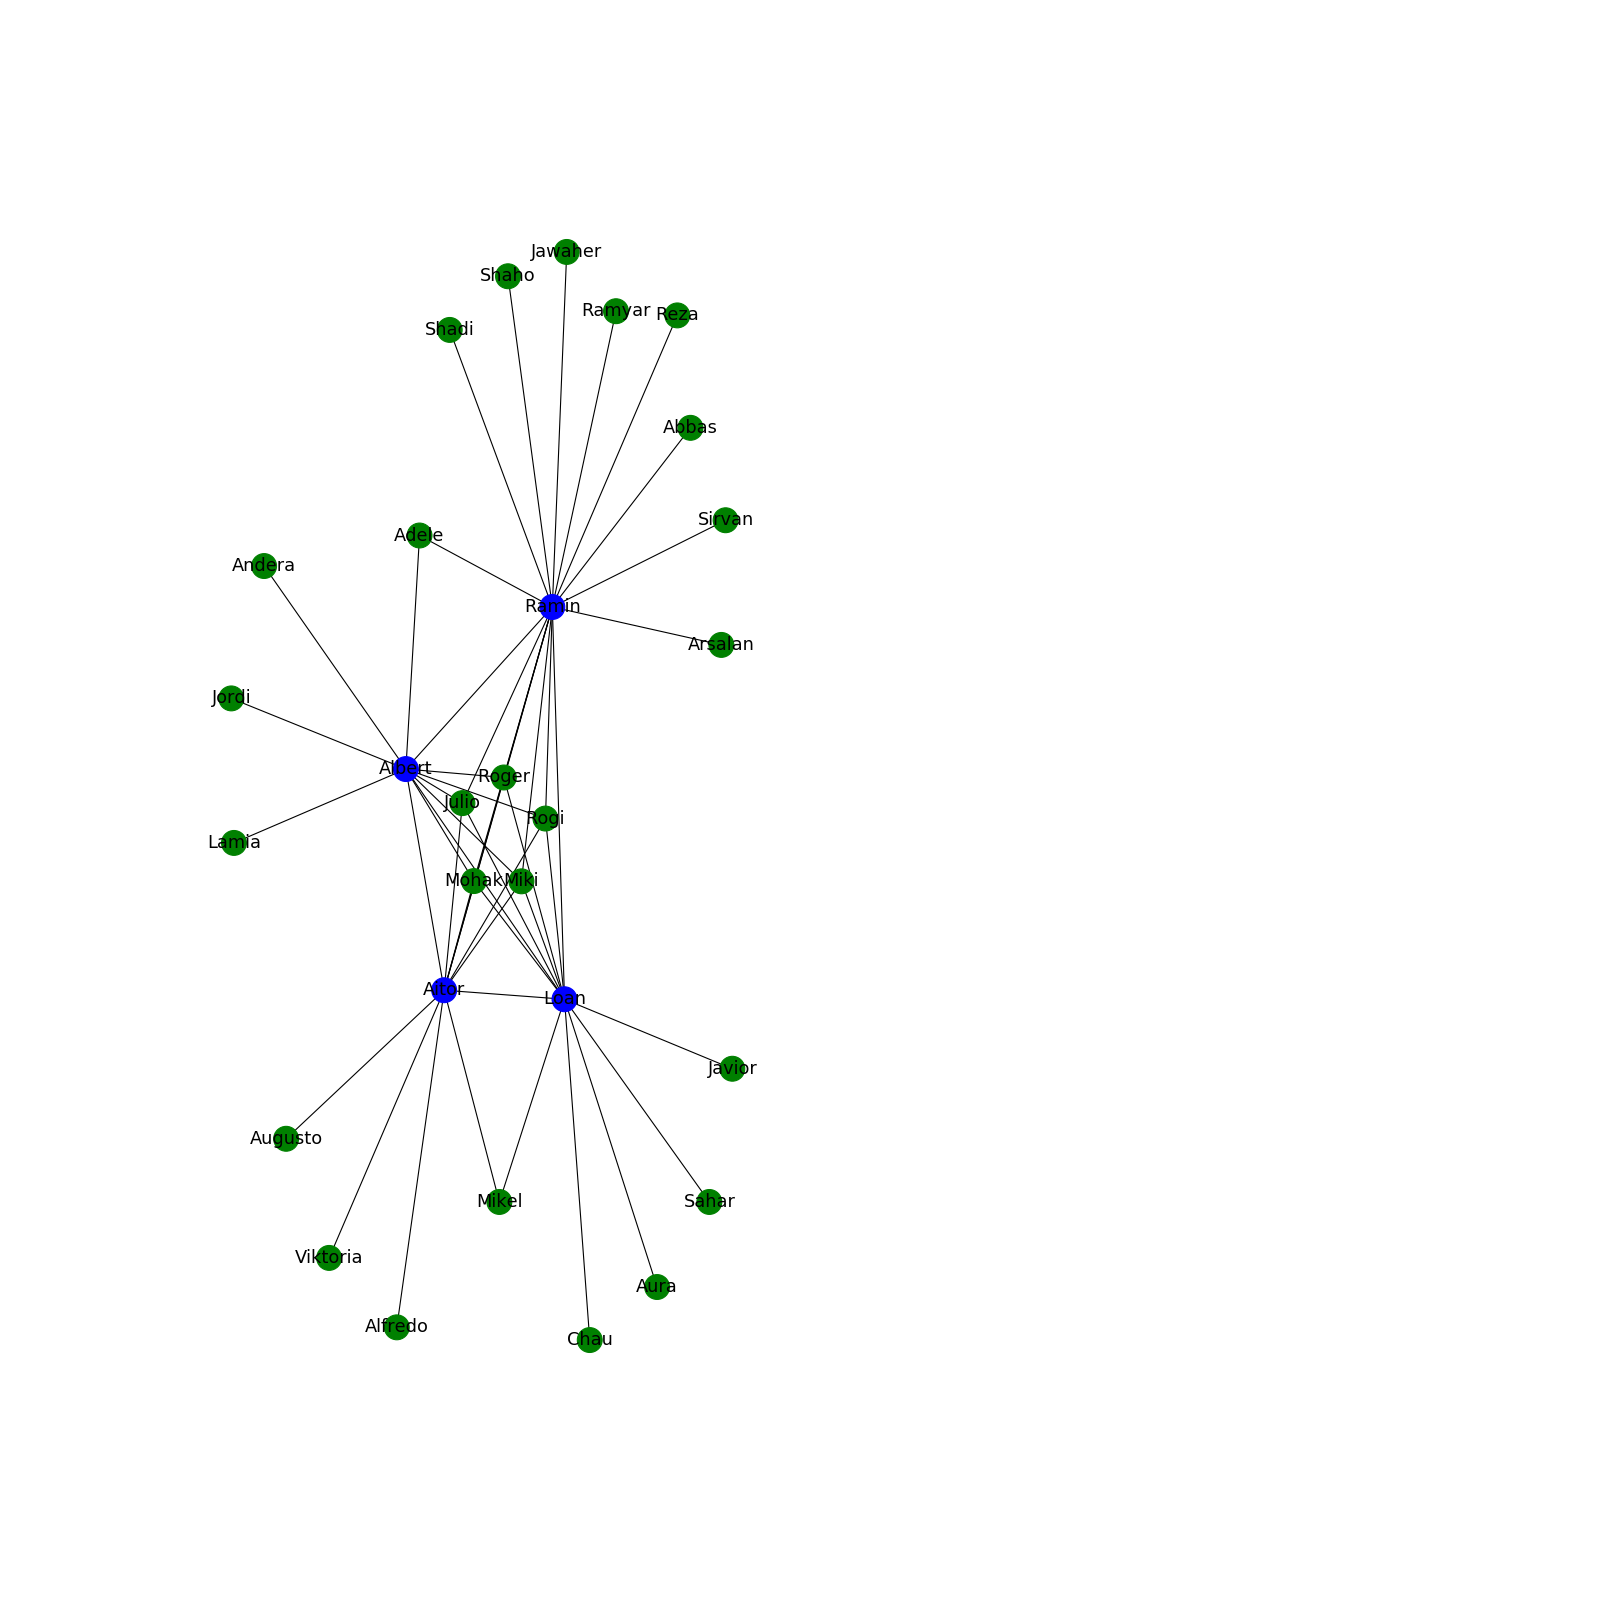 Jawaher
Shaho
Ramyar
Reza
Shadi
Abbas
Sirvan
Adele
Andera
Ramin
Arsalan
Jordi
Albert
Roger
Julio
Rogi
Lamia
Mohak
Miki
Aitor
Loan
Javior
Augusto
Mikel
Sahar
Viktoria
Aura
Alfredo
Chau